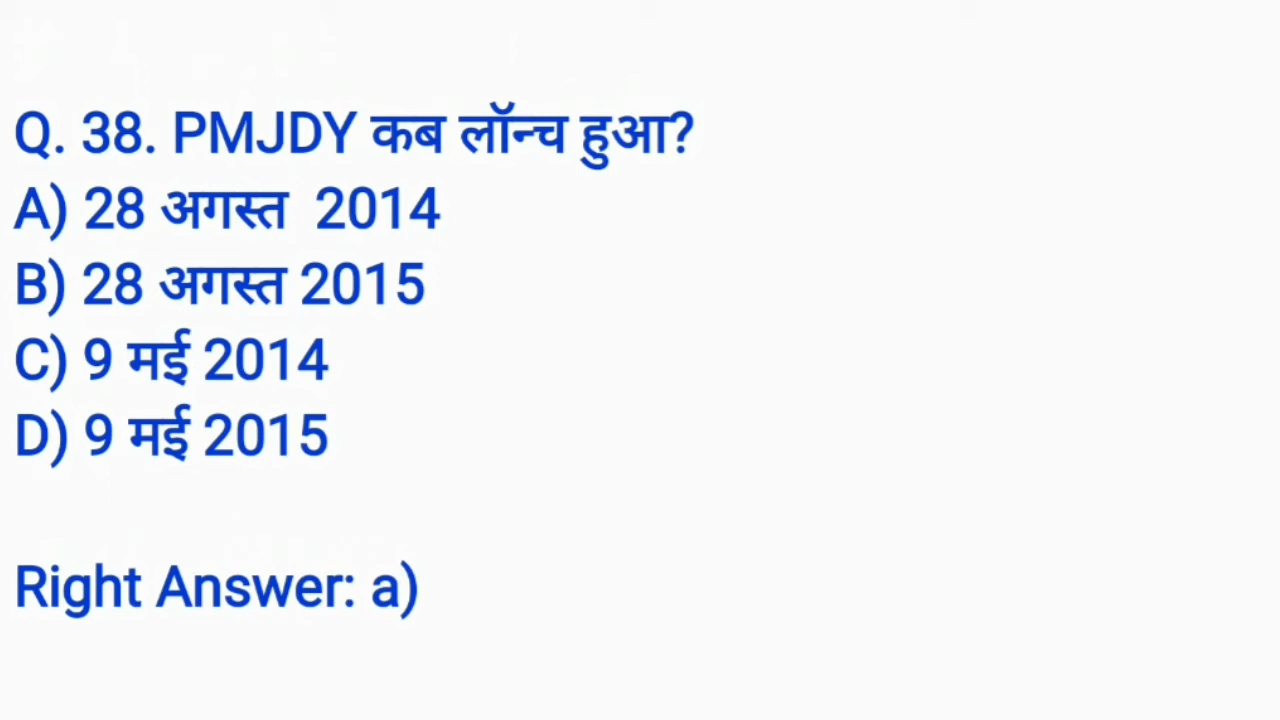 Q. 38. PMJDY कब लॉन्च हुआ?
A) 28 अगस्त  2014
B) 28 अगस्त 2015
C) 9 मई 2014
D) 9 मई 2015
Right Answer: a)